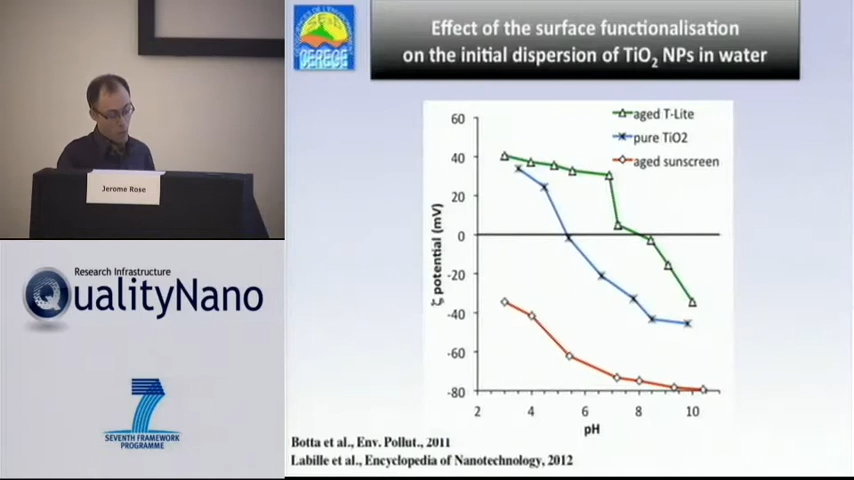 Effect of the surface functionalisation
on the initial dispersion of TiO₂ NPs in water
CEREGE
Jerome Rose
Research Infrastructure
QualityNano
7
SEVENTH FRAMEWORK
PROGRAMME
aged T-Lite
pure TiO2
aged sunscreen
ζ potential (mV)
60
40
20
0
-20
-40
-60
-80
2 4 6 8 10
pH
Botta et al., Env. Pollut., 2011
Labille et al., Encyclopedia of Nanotechnology, 2012